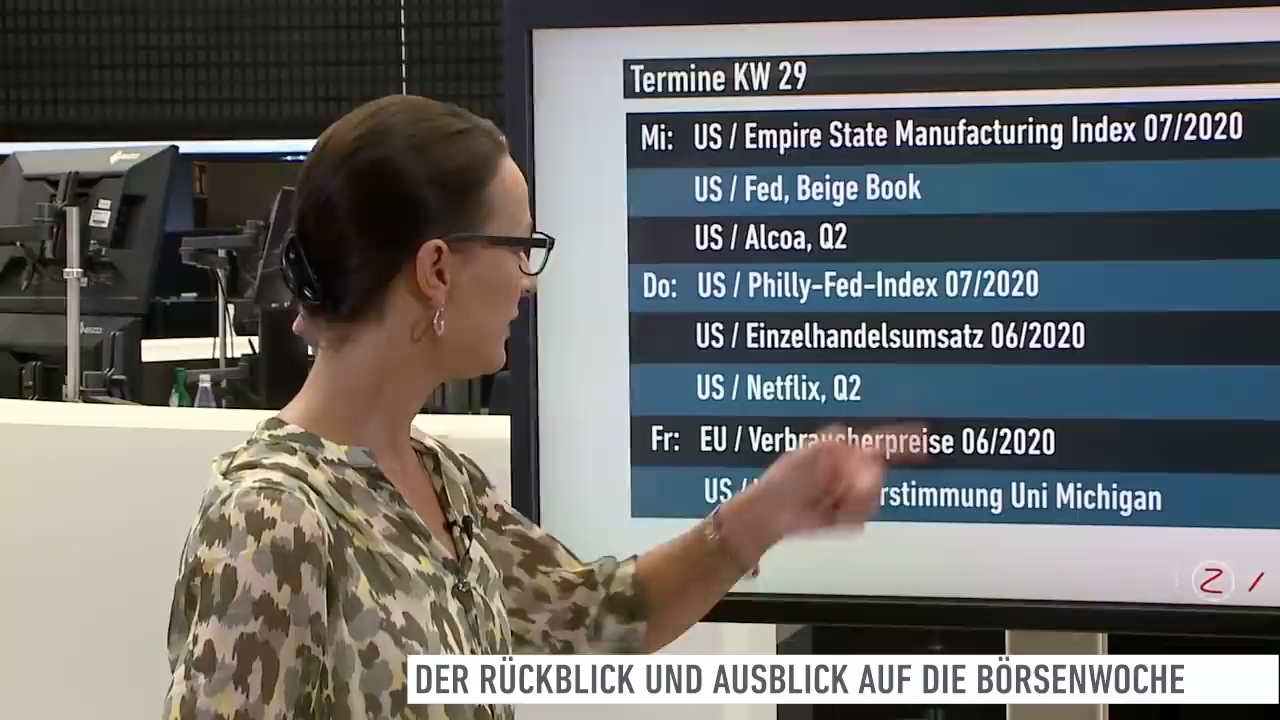 Termine KW 29
Mi: US / Empire State Manufacturing Index 07/2020
US / Fed, Beige Book
US / Alcoa, Q2
Do: US / Philly-Fed-Index 07/2020
US / Einzelhandelsumsatz 06/2020
US / Netflix, Q2
Fr: EU / Verbraucherpreise 06/2020
US / Uni Michigan
2 /
DER RÜCKBLICK UND AUSBLICK AUF DIE BÖRSENWOCHE